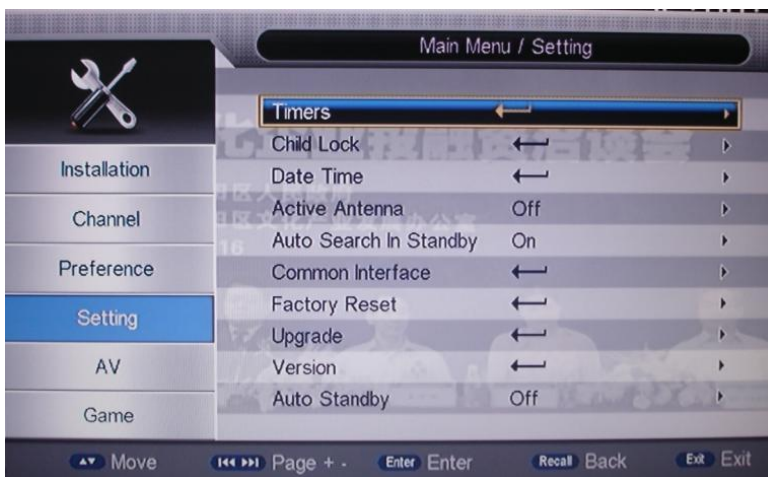 Main Menu / Setting
Timers
Child Lock
Date Time
Active Antenna Off
Auto Search In Standby On
Common Interface
Factory Reset
Upgrade
Version
Auto Standby Off
Installation
Channel
Preference
Setting
AV
Game
Move Page + - Enter Enter Recall Back Exit Exit